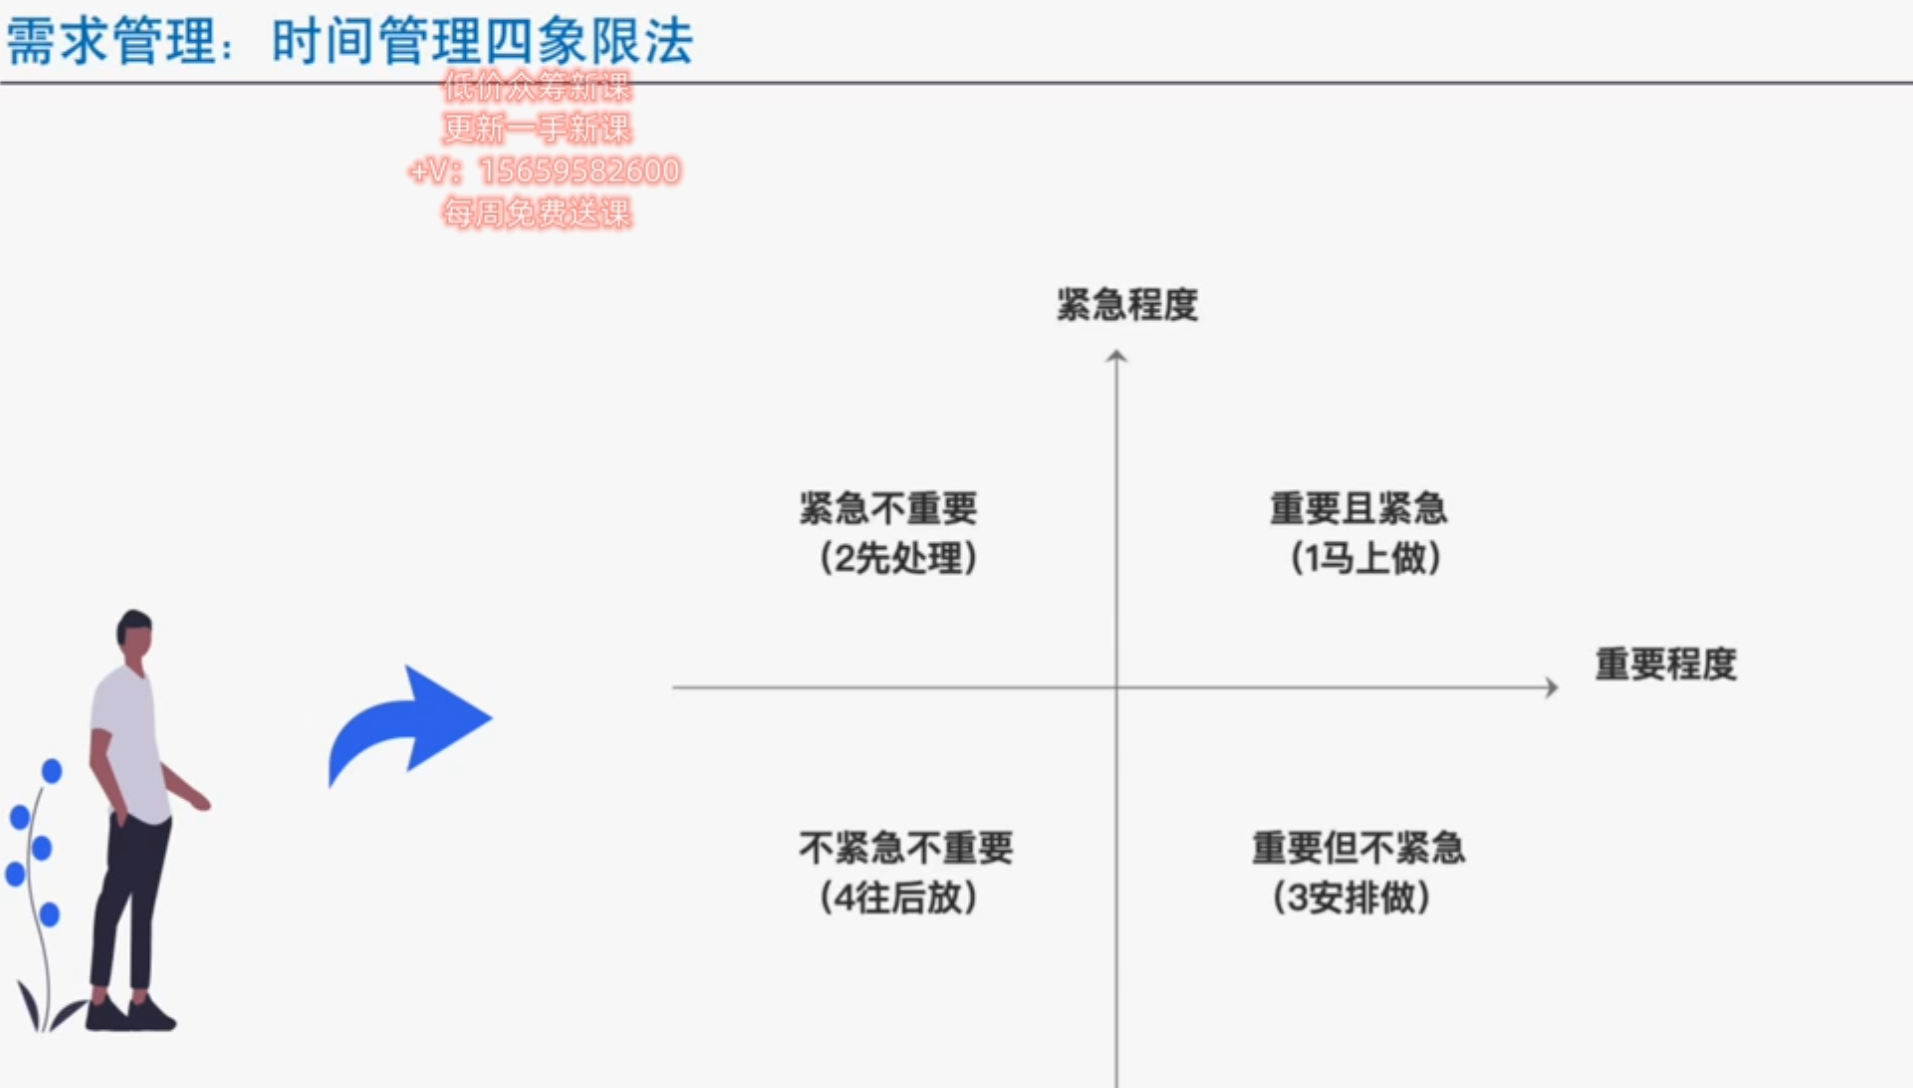 需求管理：时间管理四象限法
低价众筹新课
更新一手新课
+V：15659582600
每周免费送课
紧急程度
紧急不重要
（2先处理）
重要且紧急
（1马上做）
重要程度
不紧急不重要
（4往后放）
重要但不紧急
（3安排做）